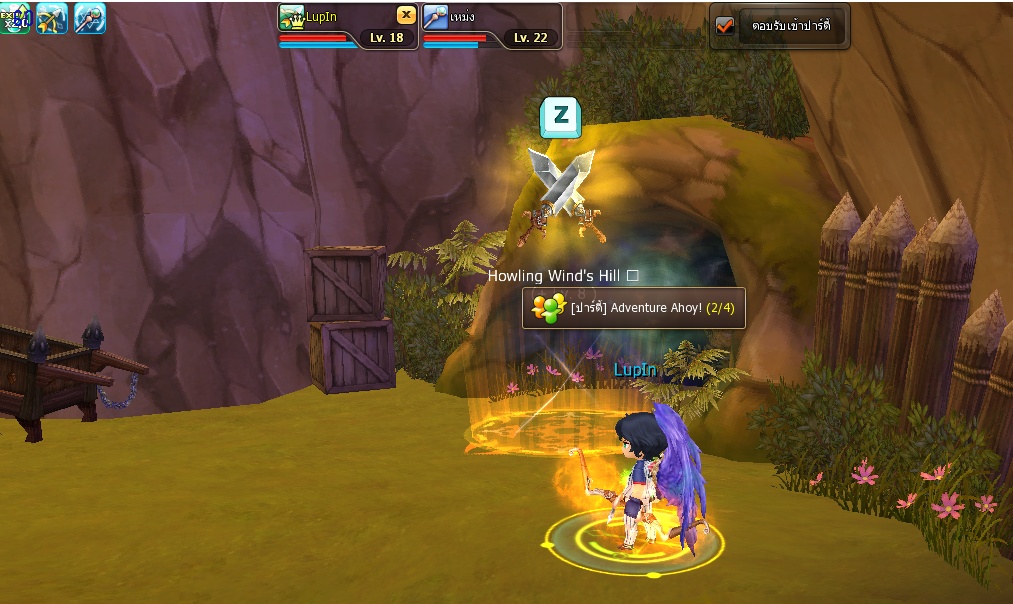 LupIn
Lv. 18
เหม่ง
Lv. 22
ตอบรับเข้าปาร์ตี้
Z
Howling Wind's Hill
[ปาร์ตี้] Adventure Ahoy! (2/4)
LupIn